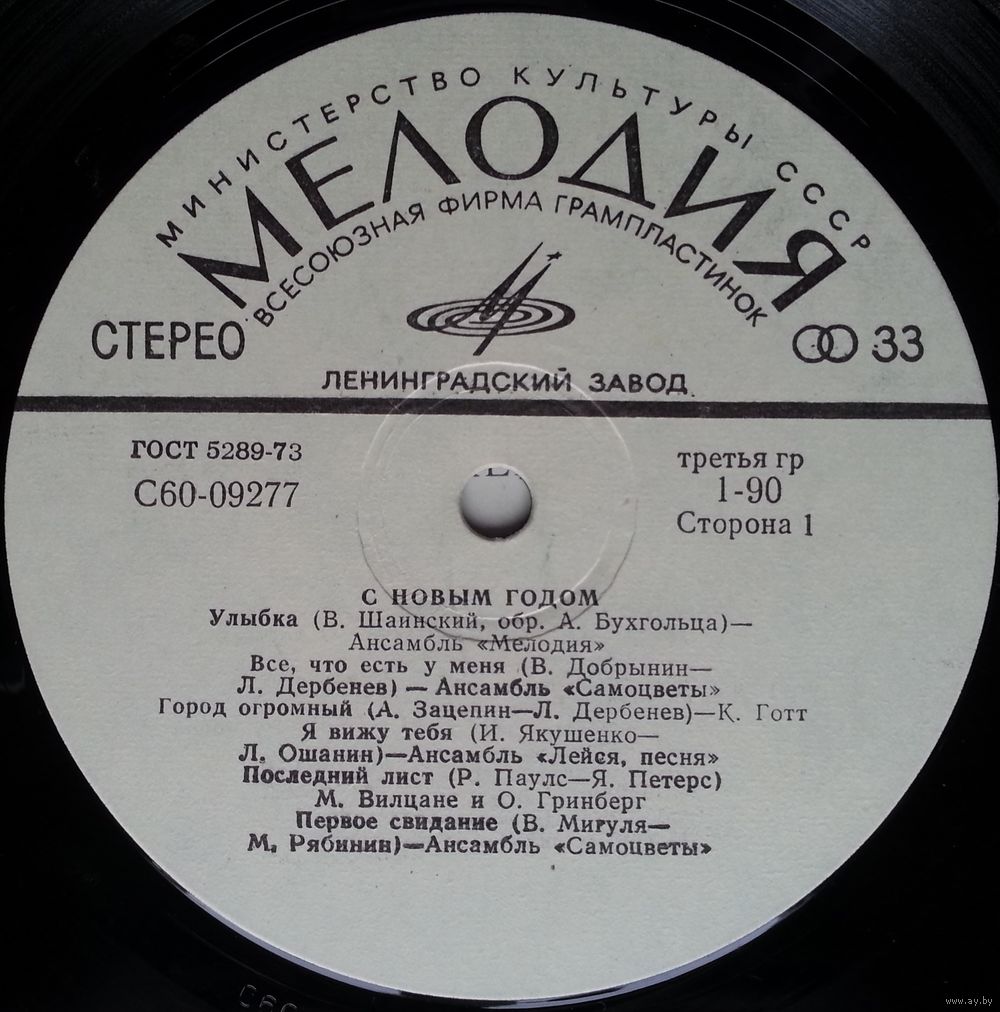 МИНИСТЕРСТВО КУЛЬТУРЫ СССР
МЕЛОДИЯ
ВСЕСОЮЗНАЯ ФИРМА ГРАМПЛАСТИНОК
СТЕРЕО
33
ЛЕНИНГРАДСКИЙ ЗАВОД
ГОСТ 5289-73
С60-09277
третья гр
1-90
Сторона 1
С НОВЫМ ГОДОМ
Улыбка (В. Шаинский, обр. А. Бухгольца)—
Ансамбль «Мелодия»
Все, что есть у меня (В. Добрынин—
Л. Дербенев) — Ансамбль «Самоцветы»
Город огромный (А. Зацепин—Л. Дербенев)—К. Готт
Я вижу тебя (И. Якушенко—
Л. Ошанин)—Ансамбль «Лейся, песня»
Последний лист (Р. Паулс—Я. Петерс)
М. Вилцане и О. Гринберг
Первое свидание (В. Мигуля—
М. Рябинин)—Ансамбль «Самоцветы»
www.ay.by